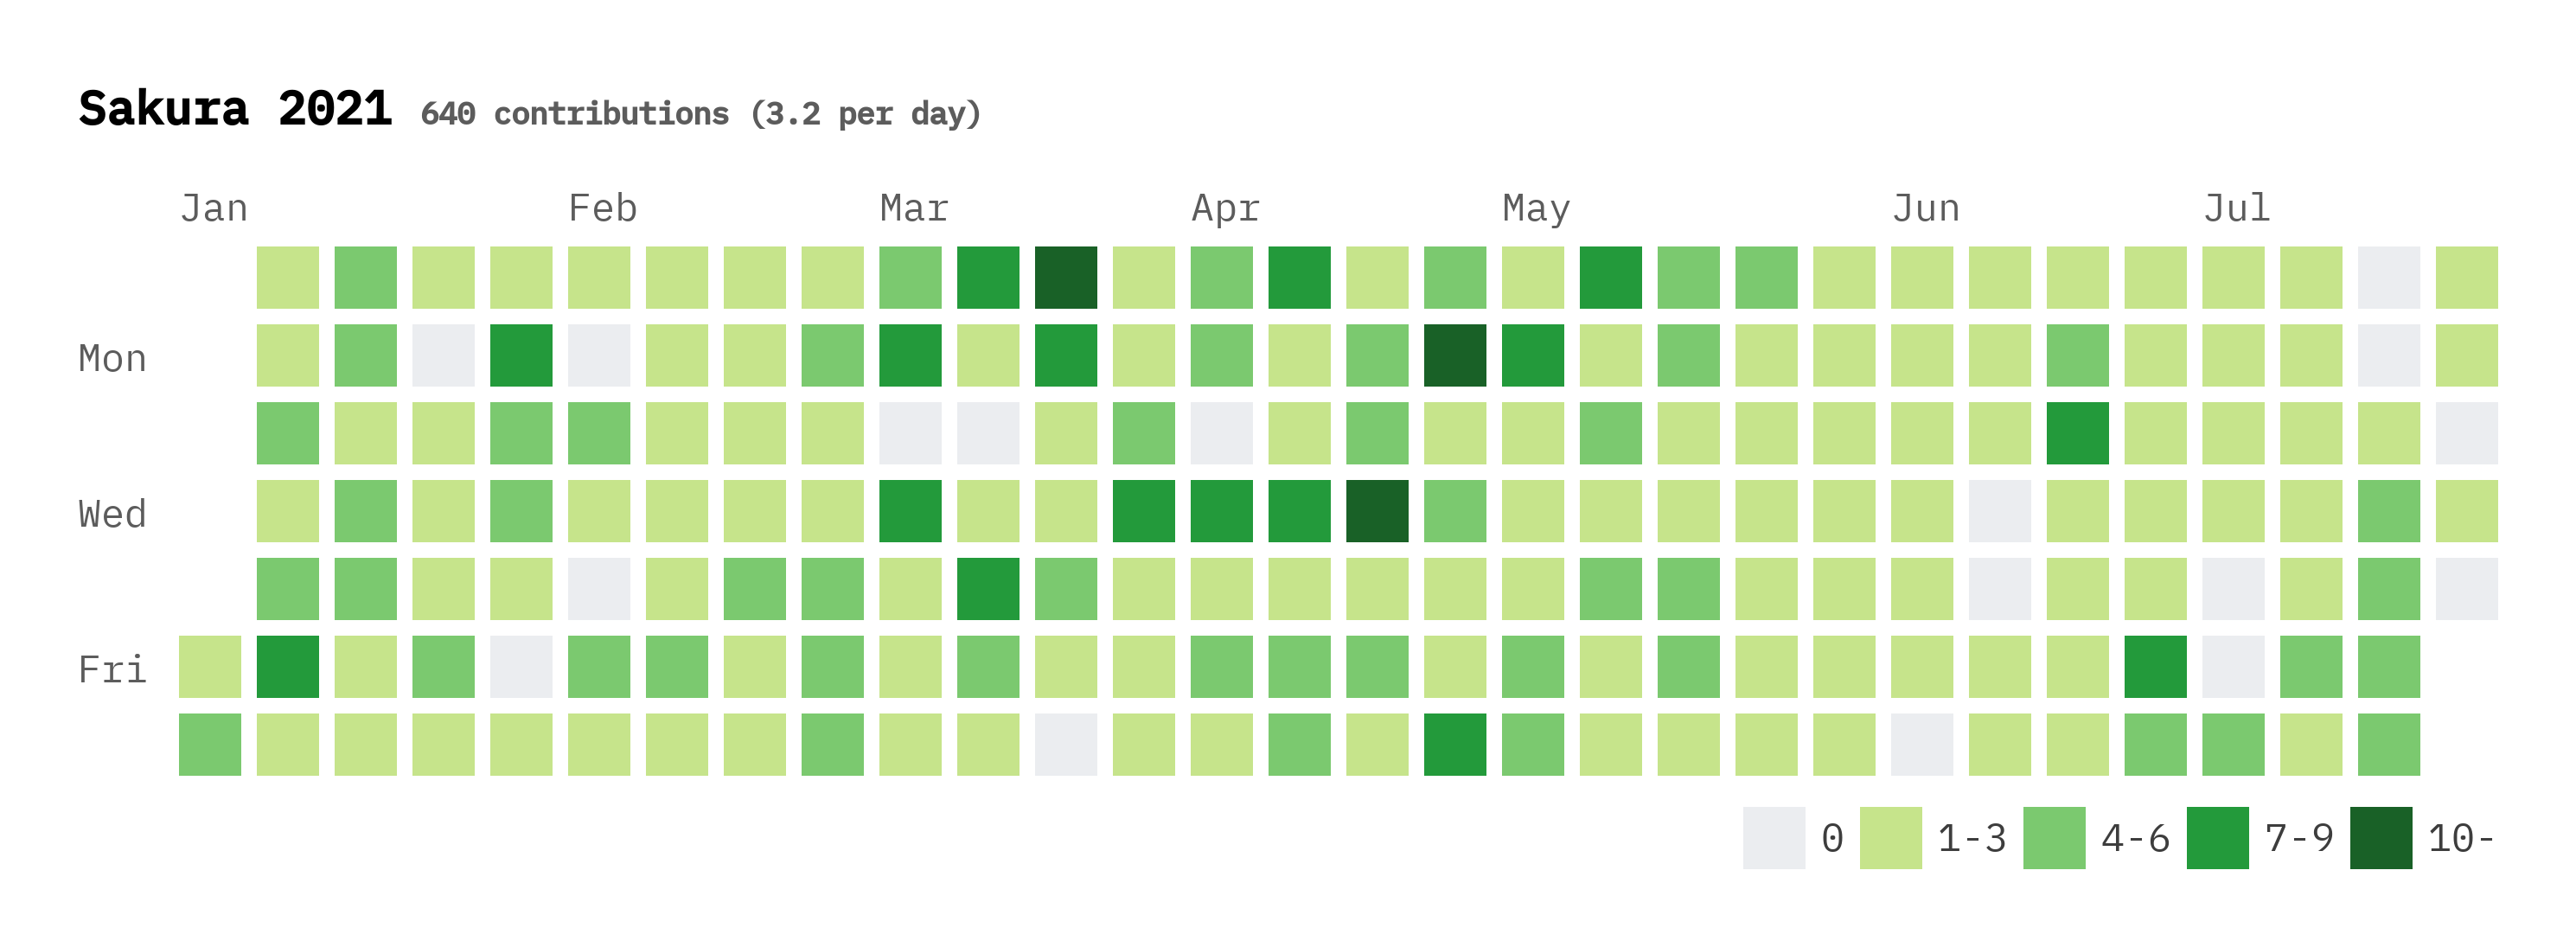 Sakura 2021 640 contributions (3.2 per day)
Jan Feb Mar Apr May Jun Jul
Mon
Wed
Fri
0 1-3 4-6 7-9 10-